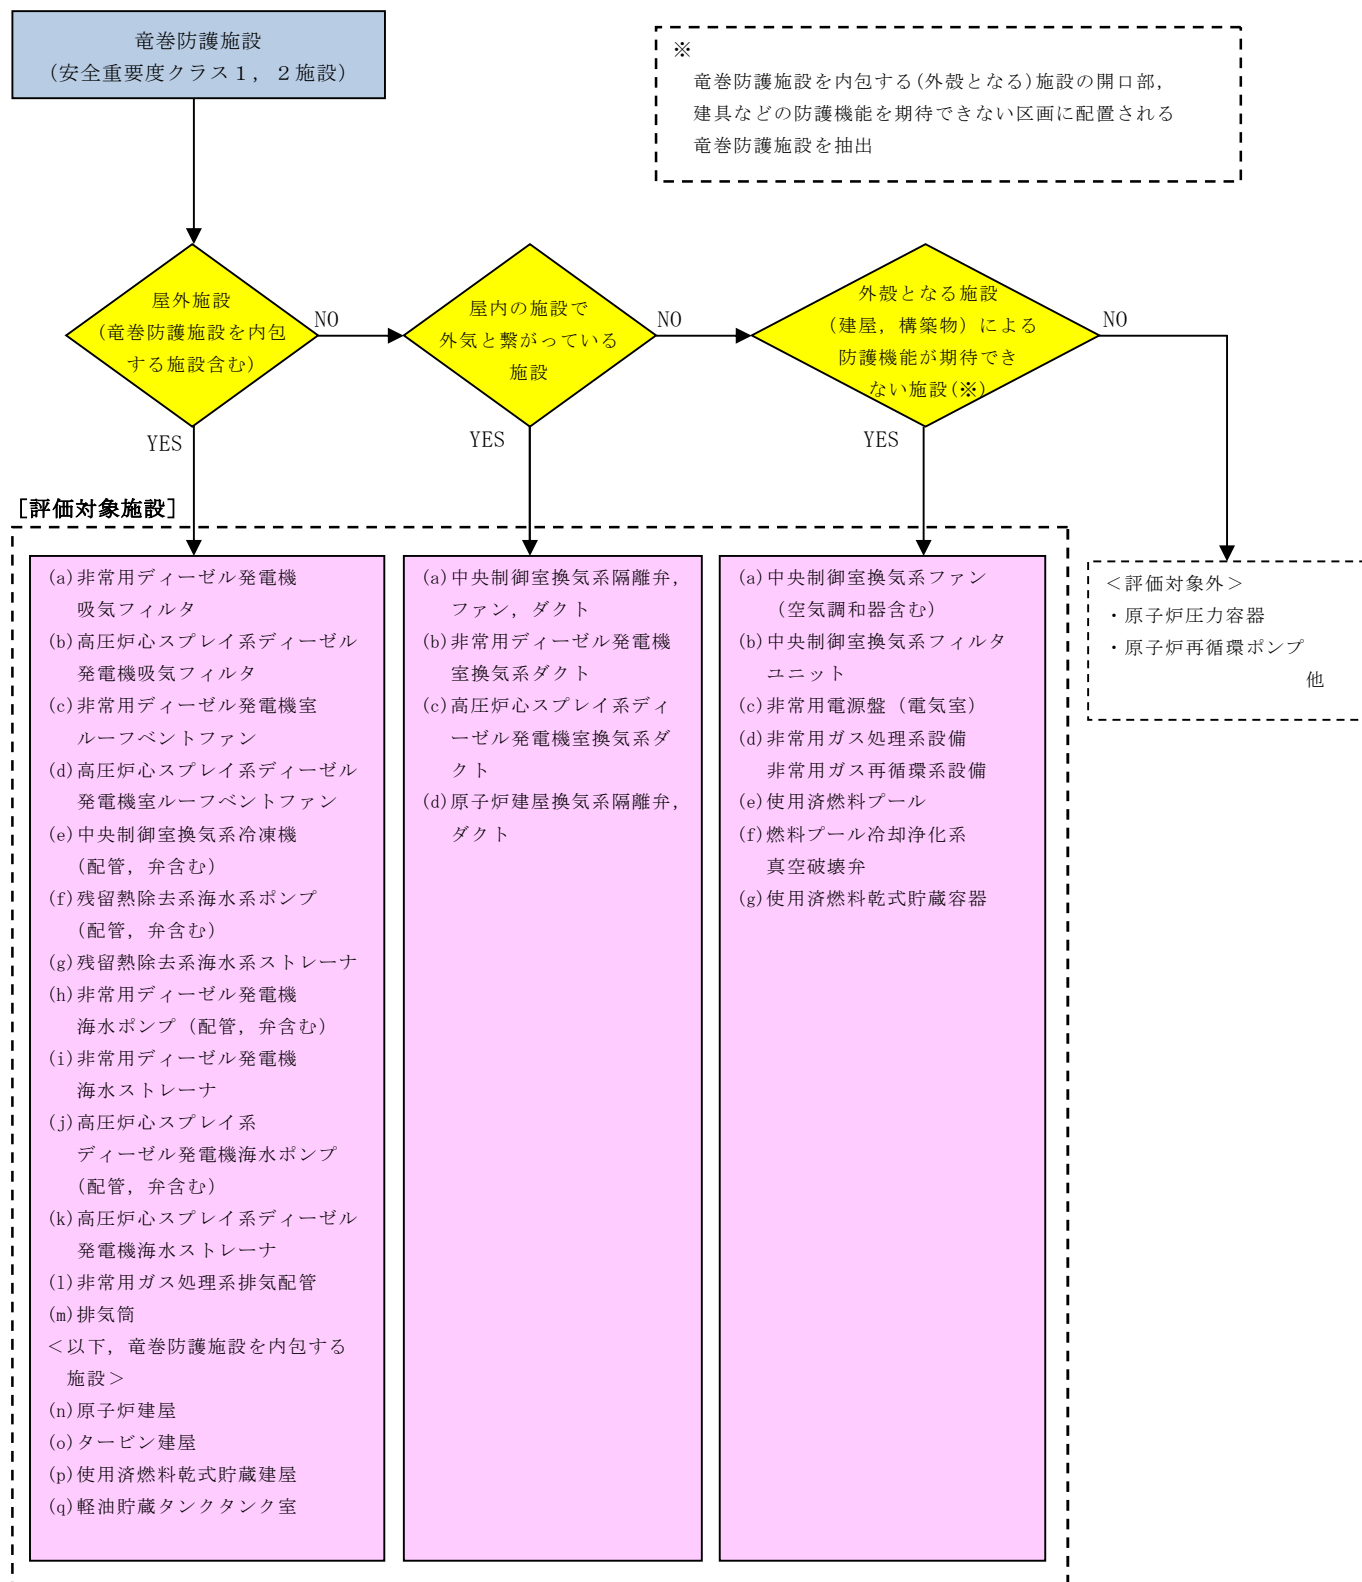 竜巻防護施設
(安全重要度クラス１，２施設)
※
竜巻防護施設を内包する(外殻となる)施設の開口部，
建具などの防護機能を期待できない区画に配置される
竜巻防護施設を抽出
屋外施設
(竜巻防護施設を内包
する施設含む)
NO
YES
屋内の施設で
外気と繋がっている
施設
NO
YES
外殻となる施設
（建屋，構築物）による
防護機能が期待でき
ない施設(※)
NO
YES
［評価対象施設］
(a)非常用ディーゼル発電機
吸気フィルタ
(b)高圧炉心スプレイ系ディーゼル
発電機吸気フィルタ
(c)非常用ディーゼル発電機室
ルーフベントファン
(d)高圧炉心スプレイ系ディーゼル
発電機室ルーフベントファン
(e)中央制御室換気系冷凍機
(配管，弁含む)
(f)残留熱除去系海水系ポンプ
(配管，弁含む)
(g)残留熱除去系海水系ストレーナ
(h)非常用ディーゼル発電機
海水ポンプ（配管，弁含む）
(i)非常用ディーゼル発電機
海水ストレーナ
(j)高圧炉心スプレイ系
ディーゼル発電機海水ポンプ
(配管，弁含む)
(k)高圧炉心スプレイ系ディーゼル
発電機海水ストレーナ
(l)非常用ガス処理系排気配管
(m)排気筒
＜以下，竜巻防護施設を内包する
施設＞
(n)原子炉建屋
(o)タービン建屋
(p)使用済燃料乾式貯蔵建屋
(q)軽油貯蔵タンクタンク室
(a)中央制御室換気系隔離弁，
ファン，ダクト
(b)非常用ディーゼル発電機
室換気系ダクト
(c)高圧炉心スプレイ系ディ
ーゼル発電機室換気系ダ
クト
(d)原子炉建屋換気系隔離弁，
ダクト
(a)中央制御室換気系ファン
（空気調和器含む）
(b)中央制御室換気系フィルタ
ユニット
(c)非常用電源盤（電気室）
(d)非常用ガス処理系設備
非常用ガス再循環系設備
(e)使用済燃料プール
(f)燃料プール冷却浄化系
真空破壊弁
(g)使用済燃料乾式貯蔵容器
＜評価対象外＞
・原子炉圧力容器
・原子炉再循環ポンプ
他